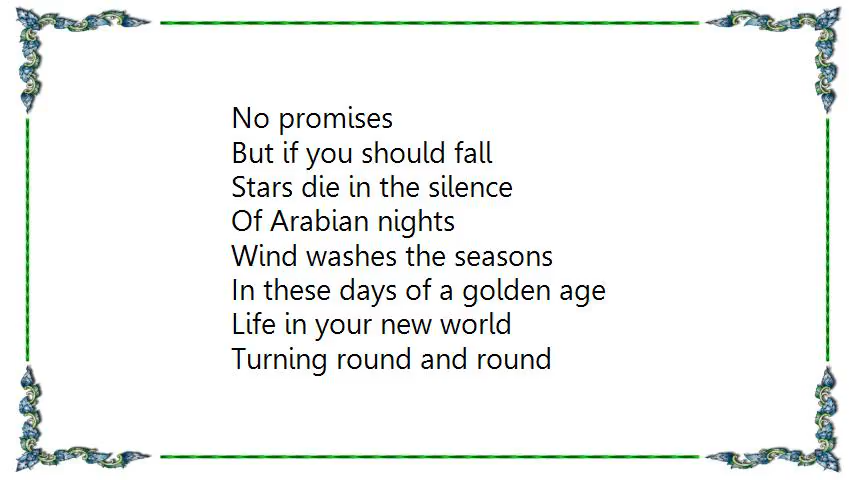 No promises
But if you should fall
Stars die in the silence
Of Arabian nights
Wind washes the seasons
In these days of a golden age
Life in your new world
Turning round and round